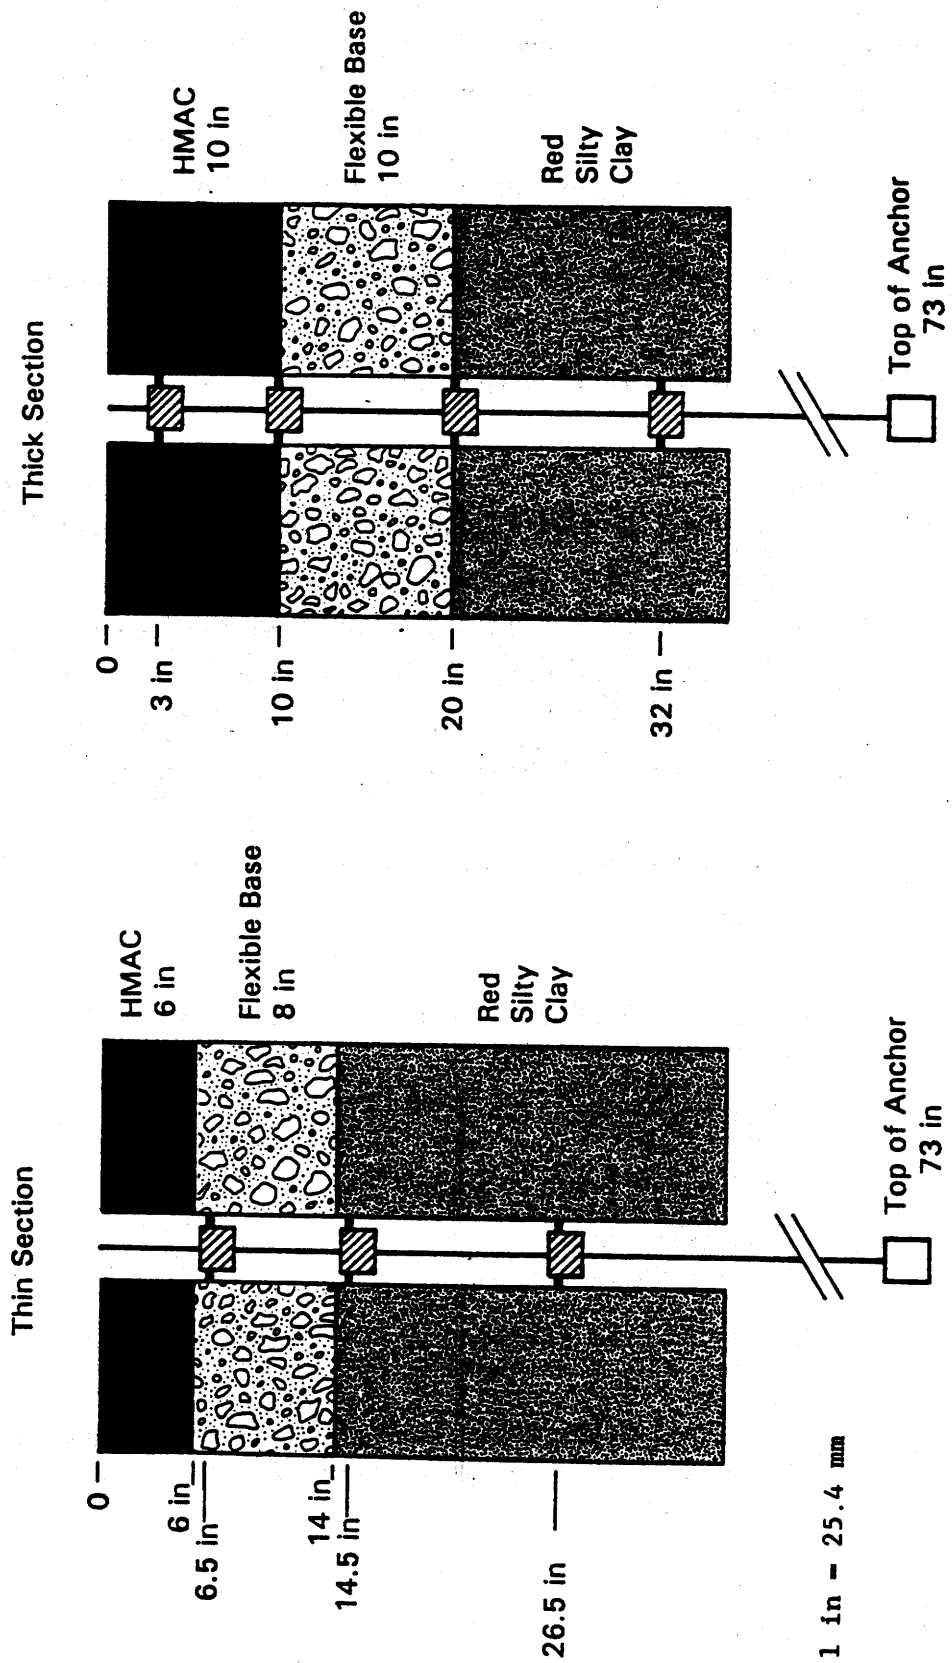 Thin Section
HMAC
6 in
Flexible Base
8 in
Red
Silty
Clay
0
6 in
6.5 in
14 in
14.5 in
26.5 in
Top of Anchor
73 in
1 in = 25.4 mm
Thick Section
HMAC
10 in
Flexible Base
10 in
Red
Silty
Clay
0
3 in
10 in
20 in
32 in
Top of Anchor
73 in